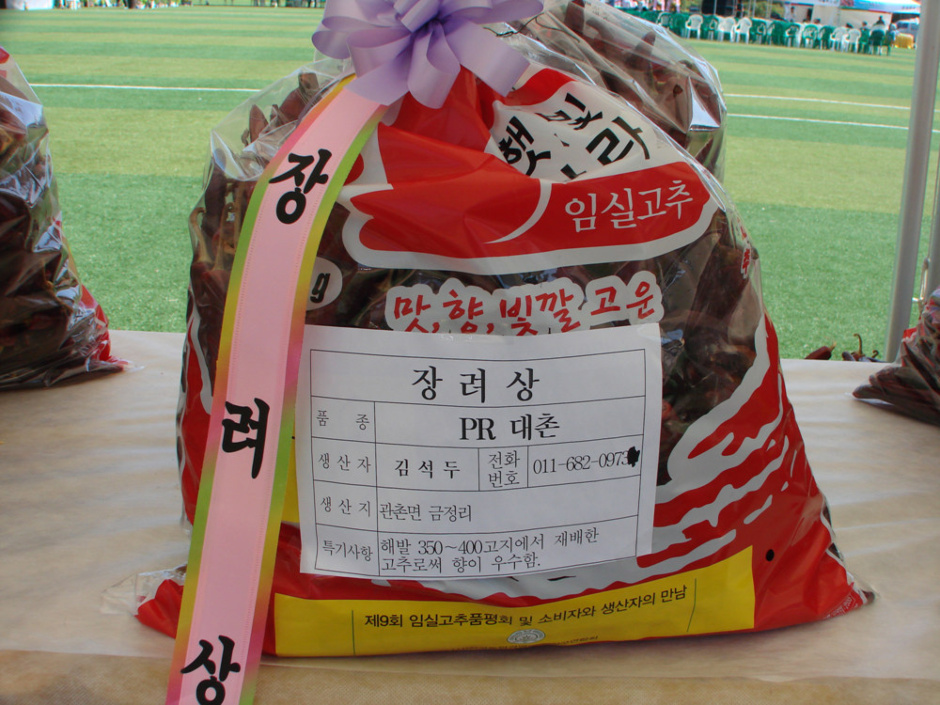 햇빛
임실고추
g
맛,향,빛깔 고운
장려상
장려상
품 종 PR 대촌
생산자 김석두 전화번호 011-682-0973
생산지 관촌면 금정리
특기사항 해발 350~400고지에서 재배한
고추로써 향이 우수함.
제9회 임실고추품평회 및 소비자와 생산자의 만남